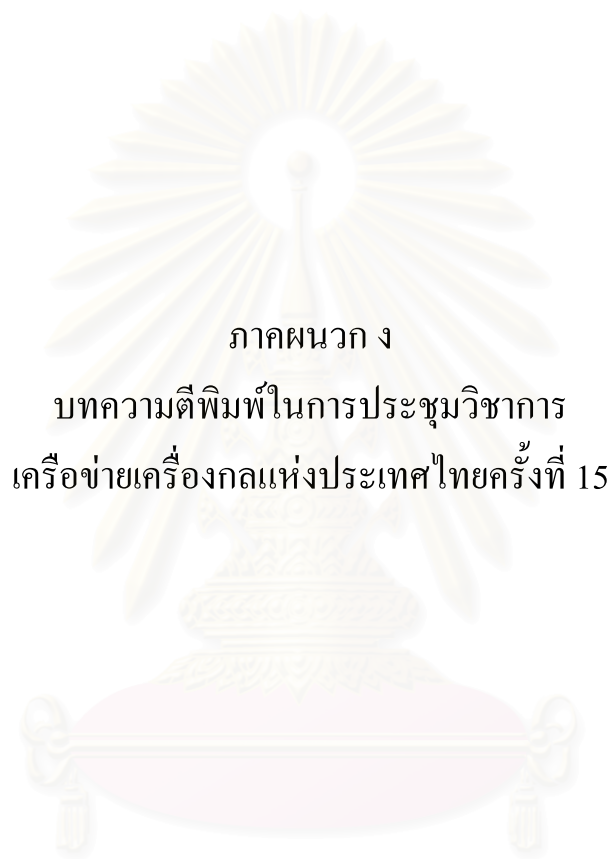 ภาคผนวก ง
บทความตีพิมพ์ในการประชุมวิชาการ
เครือข่ายเครื่องกลแห่งประเทศไทยครั้งที่ 15